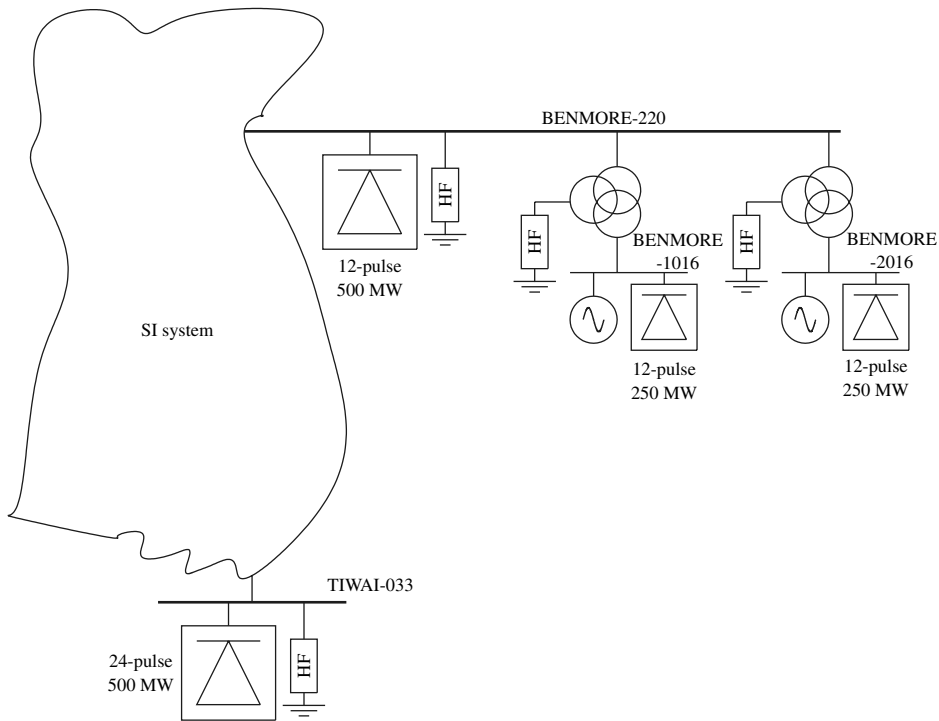 BENMORE-220
HF
12-pulse
500 MW
HF
BENMORE
-1016
12-pulse
250 MW
HF
BENMORE
-2016
12-pulse
250 MW
SI system
TIWAI-033
24-pulse
500 MW
HF